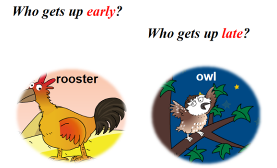 Who gets up early?
Who gets up late?
rooster
owl